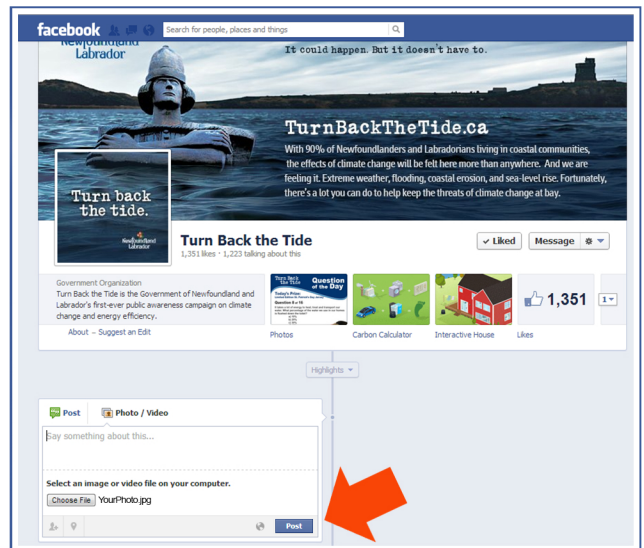 facebook
Search for people, places and things
Newfoundland
Labrador
It could happen. But it doesn't have to.
TurnBackTheTide.ca
With 90% of Newfoundlanders and Labradorians living in coastal communities,
the effects of climate change will be felt here more than anywhere. And we are
feeling it. Extreme weather, flooding, coastal erosion, and sea-level rise. Fortunately,
there's a lot you can do to help keep the threats of climate change at bay.
Turn back
the tide.
Newfoundland
Labrador
Turn Back the Tide
1,351 likes · 1,223 talking about this
Liked
Message
Government Organization
Turn Back the Tide is the Government of Newfoundland and
Labrador's first-ever public awareness campaign on climate
change and energy efficiency.
About – Suggest an Edit
Turn Back
the Tide
Question
of the Day
Today's Prize:
Question # 16
Photos
Carbon Calculator
Interactive House
1,351
Likes
1
Highlights
Post
Photo / Video
Say something about this...
Select an image or video file on your computer.
Choose File YourPhoto.jpg
Post